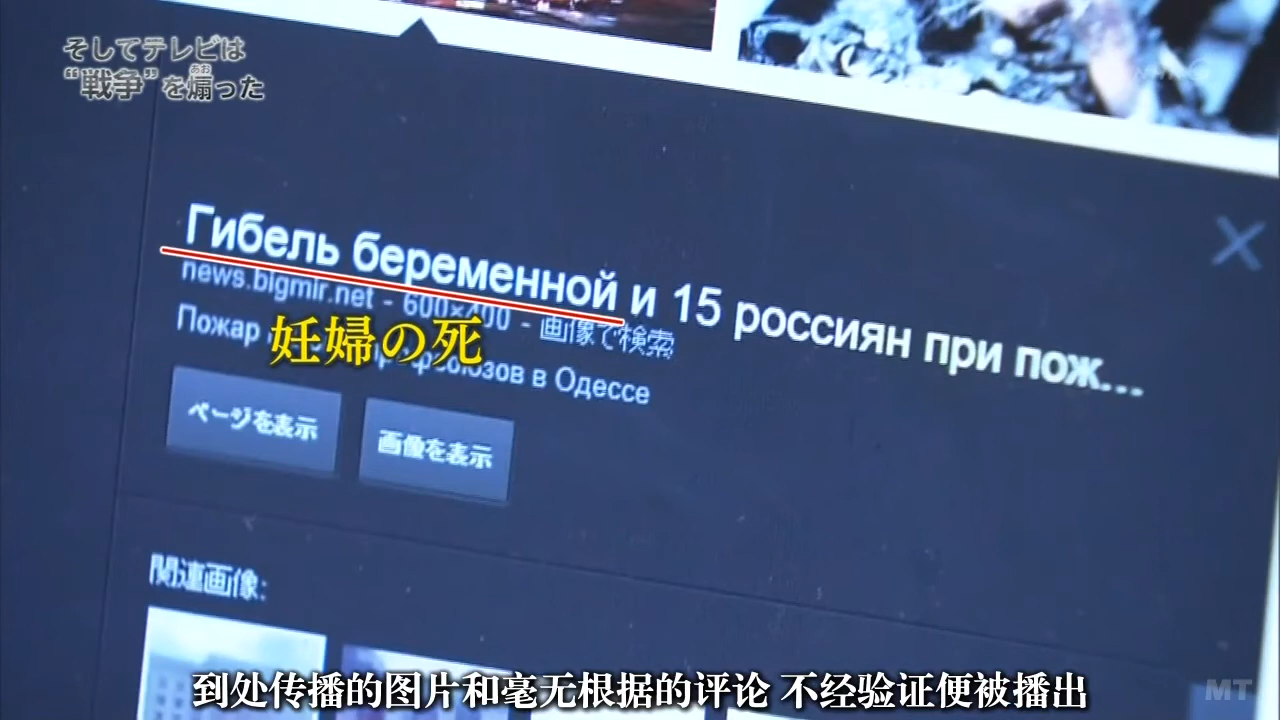 そしてテレビは
“戦争”を煽った
あお
Гибель беременной и 15 россиян при пож...
news.bigmir.net - 600×400 - 画像で検索
妊婦の死
Пожар в Одессе
ページを表示
画像を表示
関連画像:
到处传播的图片和毫无根据的评论 不经验证便被播出
MT